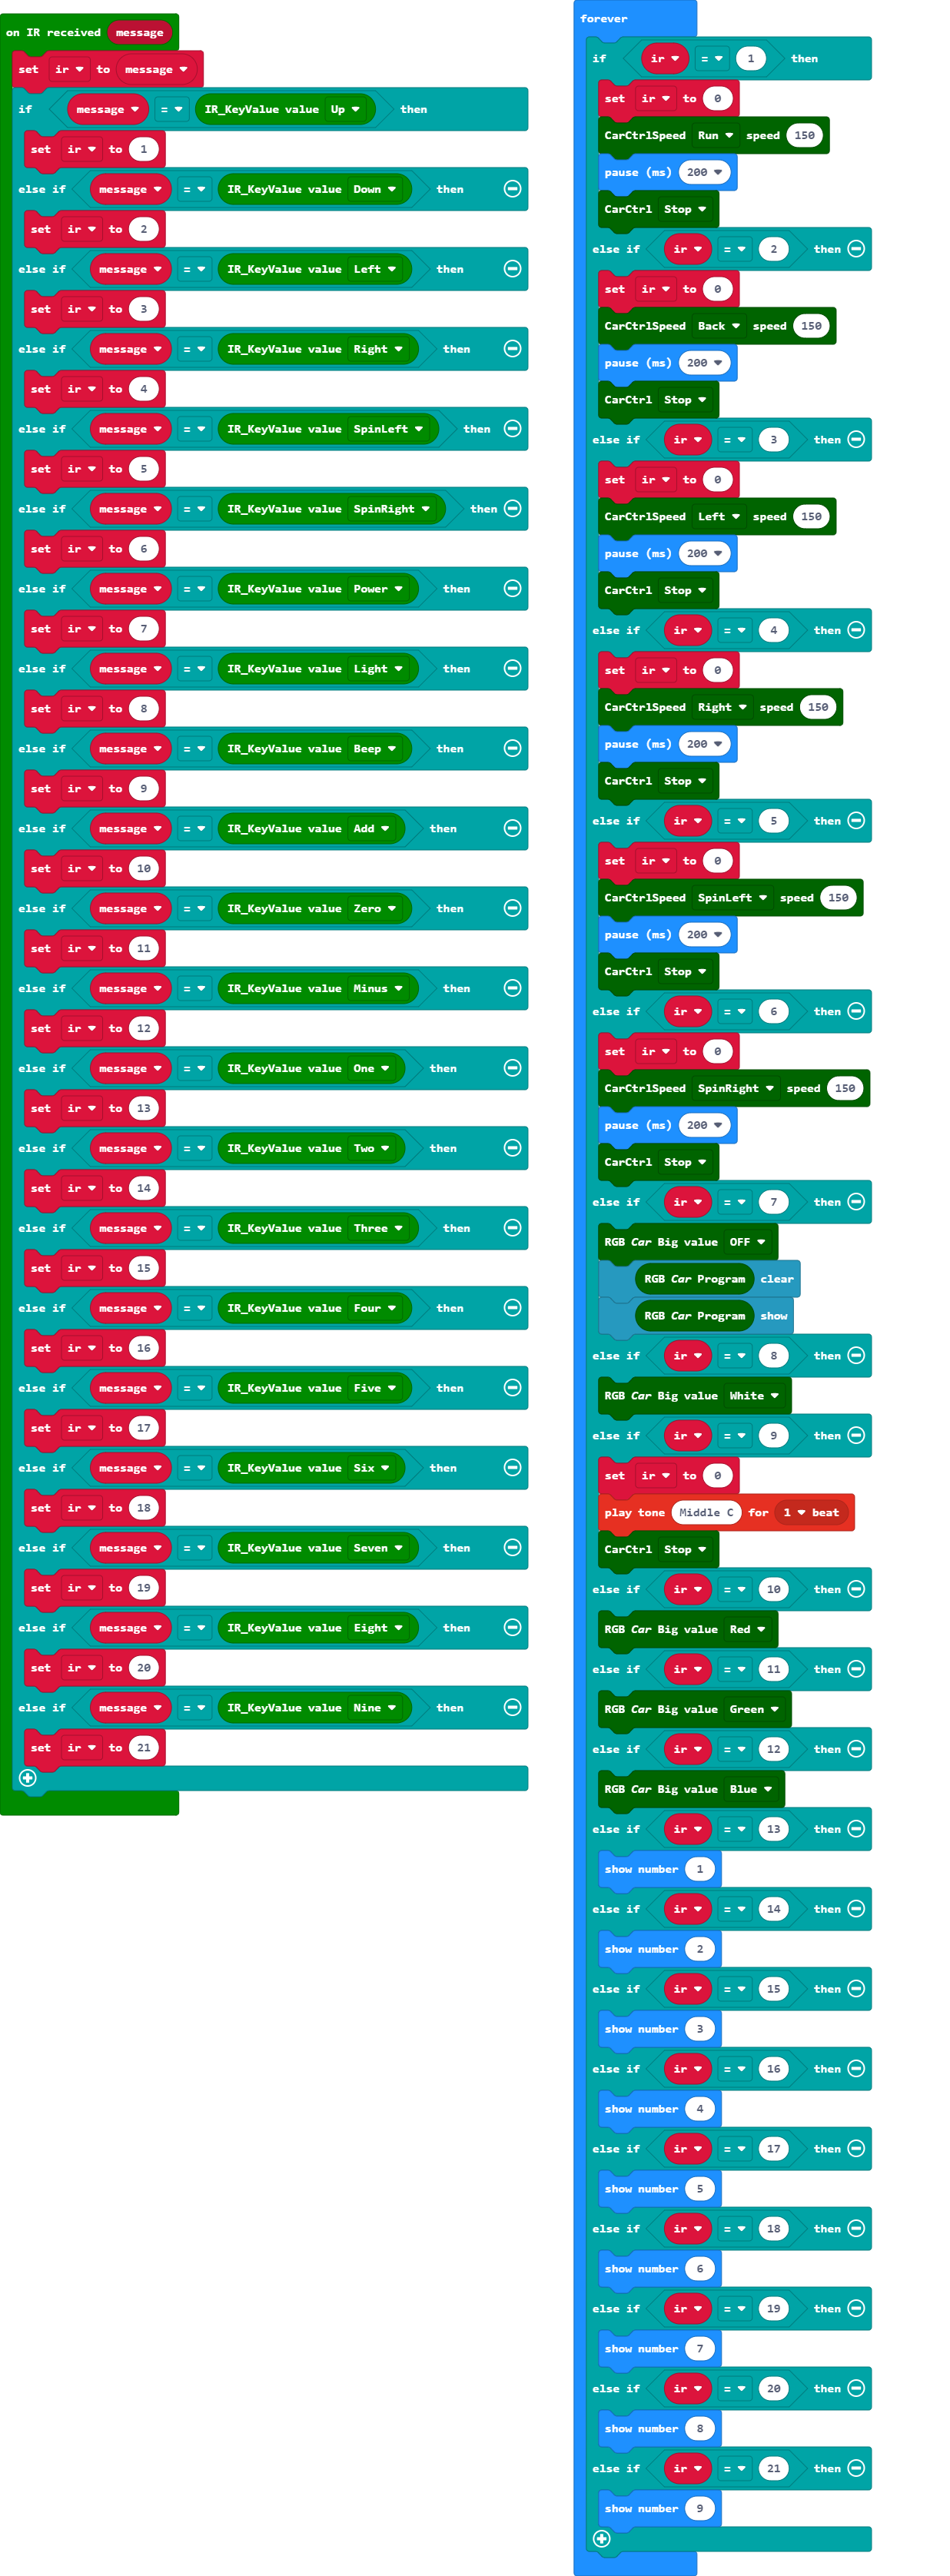 on IR received message
set ir to message
if message = IR_KeyValue value Up then
set ir to 1
else if message = IR_KeyValue value Down then
set ir to 2
else if message = IR_KeyValue value Left then
set ir to 3
else if message = IR_KeyValue value Right then
set ir to 4
else if message = IR_KeyValue value SpinLeft then
set ir to 5
else if message = IR_KeyValue value SpinRight then
set ir to 6
else if message = IR_KeyValue value Power then
set ir to 7
else if message = IR_KeyValue value Light then
set ir to 8
else if message = IR_KeyValue value Beep then
set ir to 9
else if message = IR_KeyValue value Add then
set ir to 10
else if message = IR_KeyValue value Zero then
set ir to 11
else if message = IR_KeyValue value Minus then
set ir to 12
else if message = IR_KeyValue value One then
set ir to 13
else if message = IR_KeyValue value Two then
set ir to 14
else if message = IR_KeyValue value Three then
set ir to 15
else if message = IR_KeyValue value Four then
set ir to 16
else if message = IR_KeyValue value Five then
set ir to 17
else if message = IR_KeyValue value Six then
set ir to 18
else if message = IR_KeyValue value Seven then
set ir to 19
else if message = IR_KeyValue value Eight then
set ir to 20
else if message = IR_KeyValue value Nine then
set ir to 21
forever
if ir = 1 then
set ir to 0
CarCtrlSpeed Run speed 150
pause (ms) 200
CarCtrl Stop
else if ir = 2 then
set ir to 0
CarCtrlSpeed Back speed 150
pause (ms) 200
CarCtrl Stop
else if ir = 3 then
set ir to 0
CarCtrlSpeed Left speed 150
pause (ms) 200
CarCtrl Stop
else if ir = 4 then
set ir to 0
CarCtrlSpeed Right speed 150
pause (ms) 200
CarCtrl Stop
else if ir = 5 then
set ir to 0
CarCtrlSpeed SpinLeft speed 150
pause (ms) 200
CarCtrl Stop
else if ir = 6 then
set ir to 0
CarCtrlSpeed SpinRight speed 150
pause (ms) 200
CarCtrl Stop
else if ir = 7 then
RGB Car Big value OFF
RGB Car Program clear
RGB Car Program show
else if ir = 8 then
RGB Car Big value White
else if ir = 9 then
set ir to 0
play tone Middle C for 1 beat
CarCtrl Stop
else if ir = 10 then
RGB Car Big value Red
else if ir = 11 then
RGB Car Big value Green
else if ir = 12 then
RGB Car Big value Blue
else if ir = 13 then
show number 1
else if ir = 14 then
show number 2
else if ir = 15 then
show number 3
else if ir = 16 then
show number 4
else if ir = 17 then
show number 5
else if ir = 18 then
show number 6
else if ir = 19 then
show number 7
else if ir = 20 then
show number 8
else if ir = 21 then
show number 9